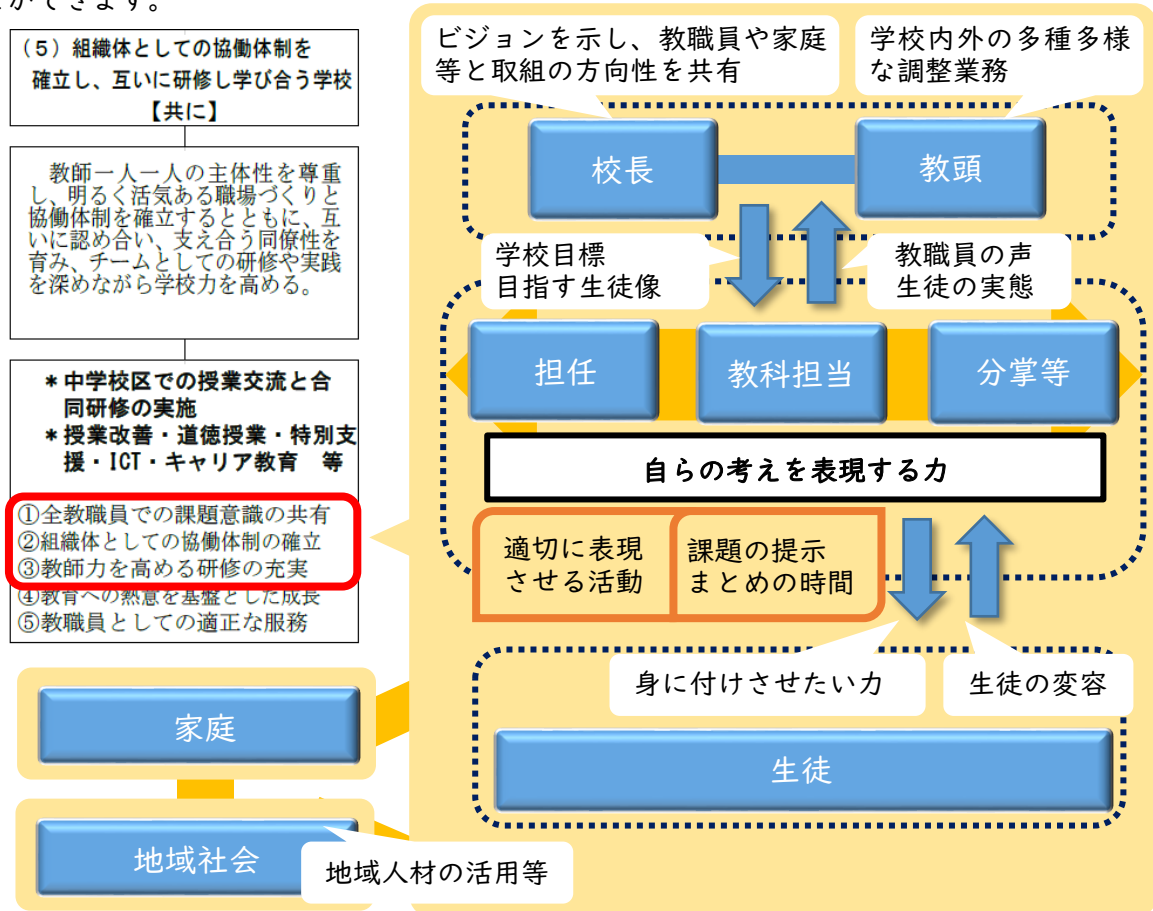 とができます。
(5)組織体としての協働体制を
確立し、互いに研修し学び合う学校
【共に】
教師一人一人の主体性を尊重
し、明るく活気ある職場づくりと
協働体制を確立するとともに、互
いに認め合い、支え合う同僚性を
育み、チームとしての研修や実践
を深めながら学校力を高める。
*中学校区での授業交流と合
同研修の実施
*授業改善・道徳授業・特別支
援・ICT・キャリア教育 等
①全教職員での課題意識の共有
②組織体としての協働体制の確立
③教師力を高める研修の充実
④教育への熱意を基盤とした成長
⑤教職員としての適正な服務
家庭
地域社会
地域人材の活用等
ビジョンを示し、教職員や家庭
等と取組の方向性を共有
学校内外の多種多様
な調整業務
校長
教頭
学校目標
目指す生徒像
教職員の声
生徒の実態
担任
教科担当
分掌等
自らの考えを表現する力
適切に表現
させる活動
課題の提示
まとめの時間
身に付けさせたい力
生徒の変容
生徒